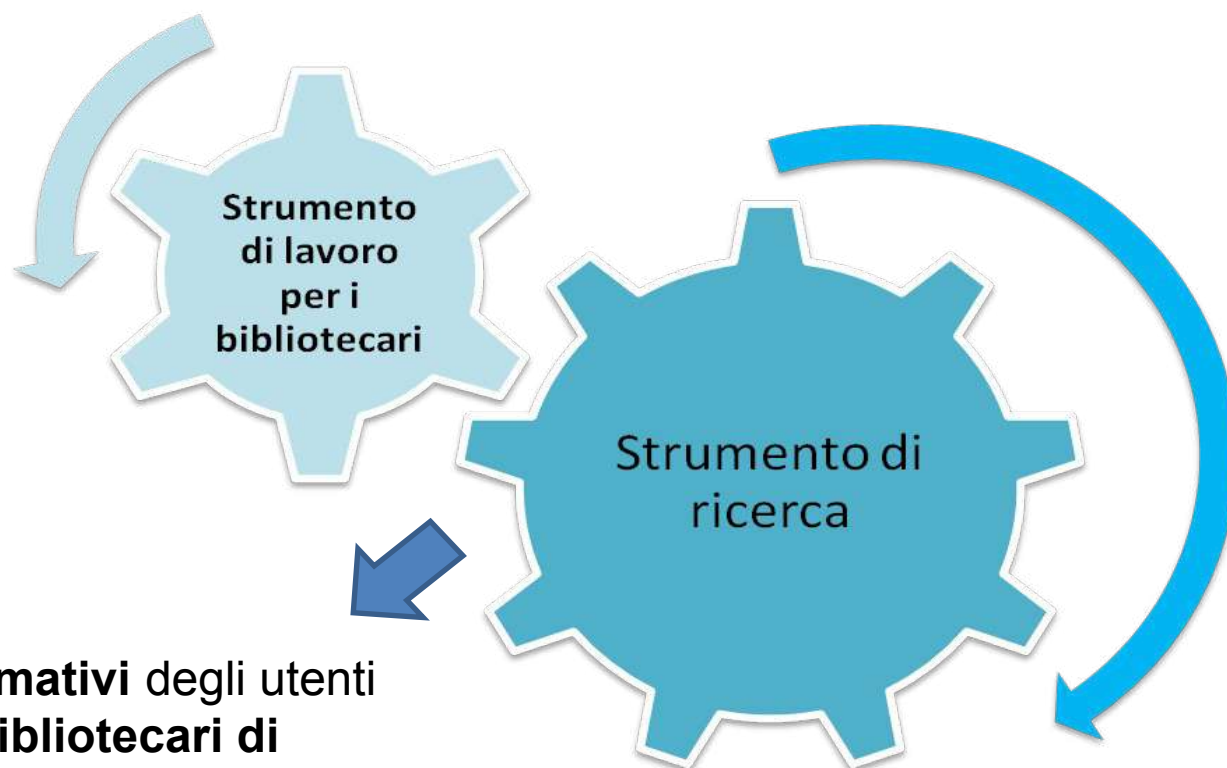 Strumento
di lavoro
per i
bibliotecari
Strumento di
ricerca
degli utenti
di